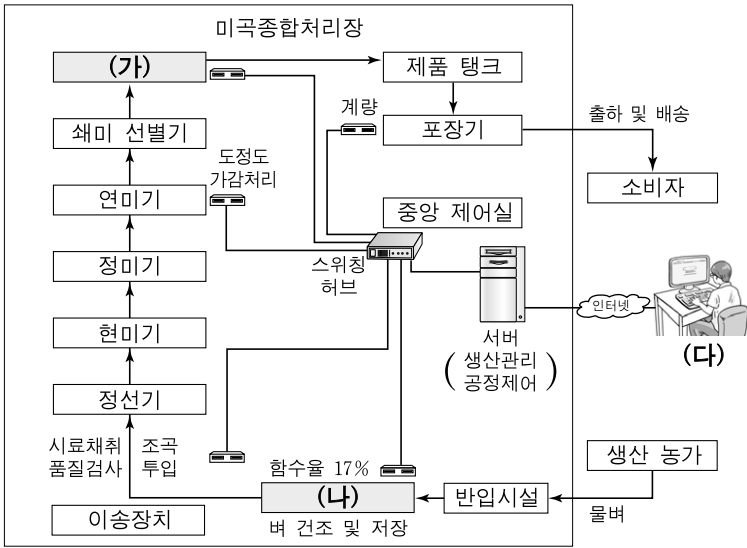 미곡종합처리장
(가)
제품 탱크
계량
포장기
출하 및 배송
소비자
쇄미 선별기
도정도
가감처리
연미기
중앙 제어실
정미기
스위칭
허브
인터넷
서버
(생산관리
공정제어)
(다)
현미기
정선기
시료채취
품질검사
조곡
투입
함수율 17%
생산 농가
(나)
반입시설
물벼
이송장치
벼 건조 및 저장